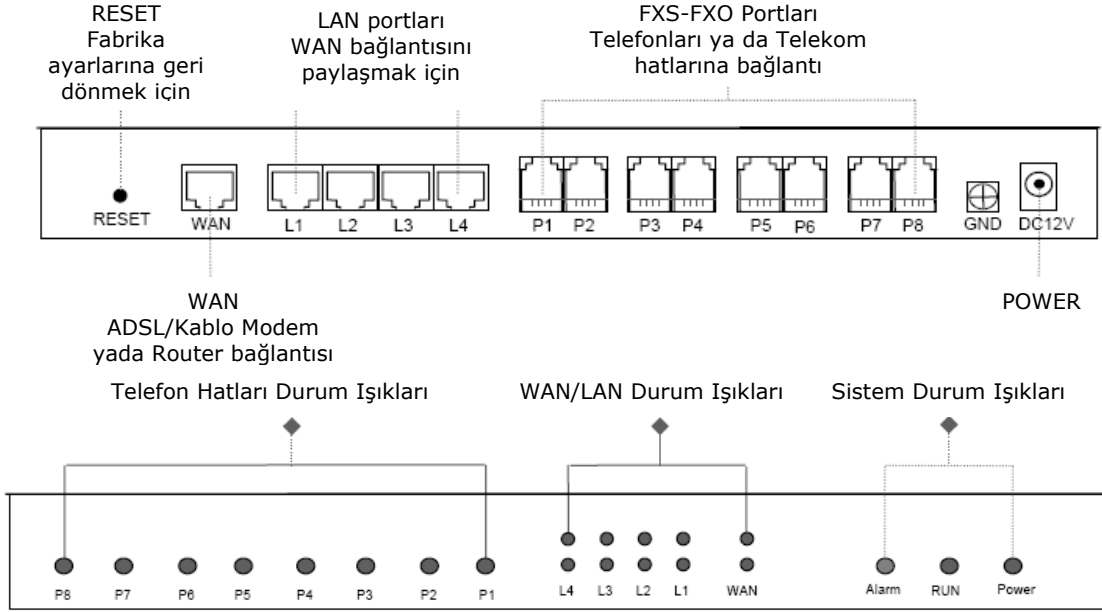 RESET
Fabrika
ayarlarına geri
dönmek için
LAN portları
WAN bağlantısını
paylaşmak için
FXS-FXO Portları
Telefonları ya da Telekom
hatlarına bağlantı
RESET
WAN
L1
L2
L3
L4
P1
P2
P3
P4
P5
P6
P7
P8
GND
DC12V
WAN
ADSL/Kablo Modem
yada Router bağlantısı
POWER
Telefon Hatları Durum Işıkları
WAN/LAN Durum Işıkları
Sistem Durum Işıkları
P8
P7
P6
P5
P4
P3
P2
P1
L4
L3
L2
L1
WAN
Alarm
RUN
Power